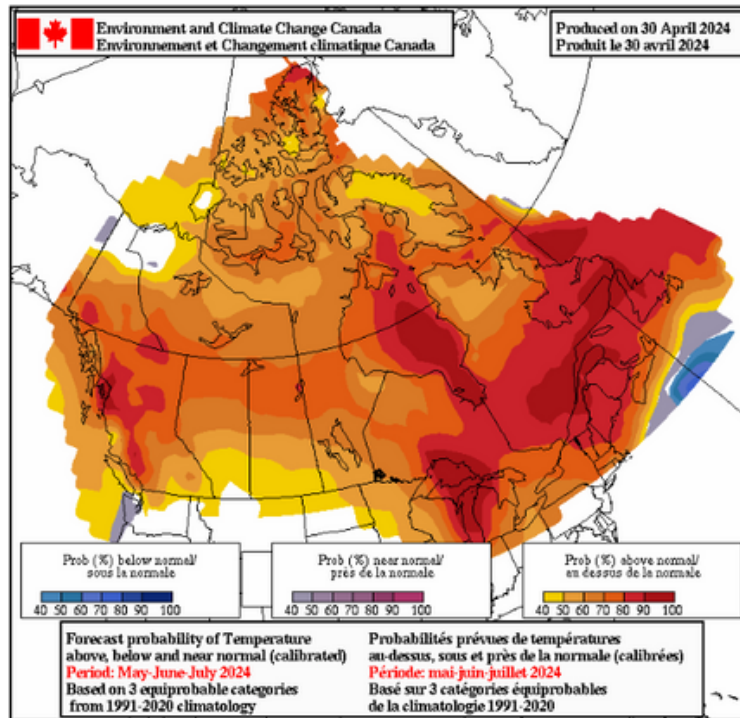 Environment and Climate Change Canada
Environnement et Changement climatique Canada
Produced on 30 April 2024
Produit le 30 avril 2024
Prob (%) below normal/
sous la normale
40 50 60 70 80 90 100
Prob (%) near normal/
près de la normale
40 50 60 70 80 90 100
Prob (%) above normal/
au dessus de la normale
40 50 60 70 80 90 100
Forecast probability of Temperature
above, below and near normal (calibrated)
Period: May-June-July 2024
Based on 3 equiprobable categories
from 1991-2020 climatology
Probabilités prévues de températures
au-dessus, sous et près de la normale (calibrées)
Période: mai-juin-juillet 2024
Basé sur 3 catégories équiprobables
de la climatologie 1991-2020